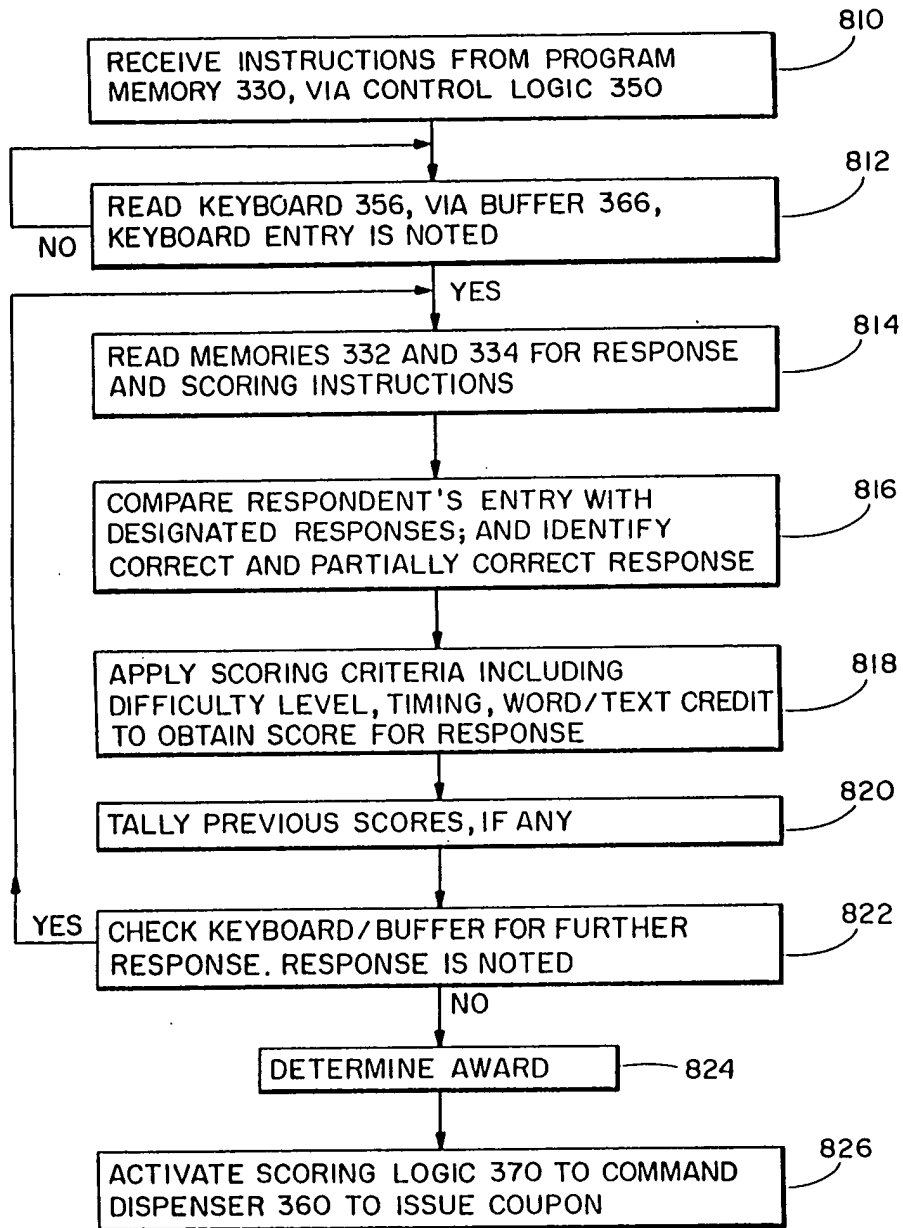 810
RECEIVE INSTRUCTIONS FROM PROGRAM
MEMORY 330, VIA CONTROL LOGIC 350
812
READ KEYBOARD 356, VIA BUFFER 366,
KEYBOARD ENTRY IS NOTED
NO
YES
814
READ MEMORIES 332 AND 334 FOR RESPONSE
AND SCORING INSTRUCTIONS
816
COMPARE RESPONDENT'S ENTRY WITH
DESIGNATED RESPONSES; AND IDENTIFY
CORRECT AND PARTIALLY CORRECT RESPONSE
818
APPLY SCORING CRITERIA INCLUDING
DIFFICULTY LEVEL, TIMING, WORD/TEXT CREDIT
TO OBTAIN SCORE FOR RESPONSE
820
TALLY PREVIOUS SCORES, IF ANY
822
YES
CHECK KEYBOARD/BUFFER FOR FURTHER
RESPONSE. RESPONSE IS NOTED
NO
DETERMINE AWARD
824
826
ACTIVATE SCORING LOGIC 370 TO COMMAND
DISPENSER 360 TO ISSUE COUPON